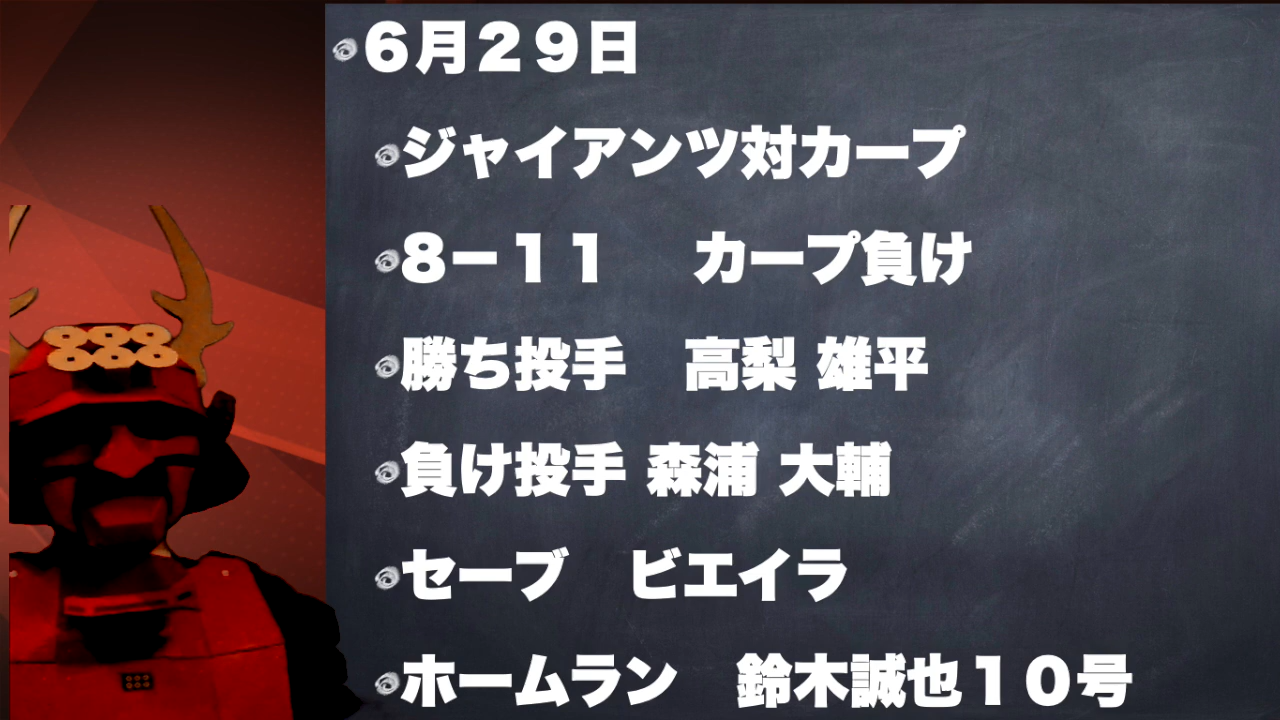 6月29日
ジャイアンツ対カープ
8－11　カープ負け
勝ち投手　高梨 雄平
負け投手 森浦 大輔
セーブ　ビエイラ
ホームラン　鈴木誠也10号